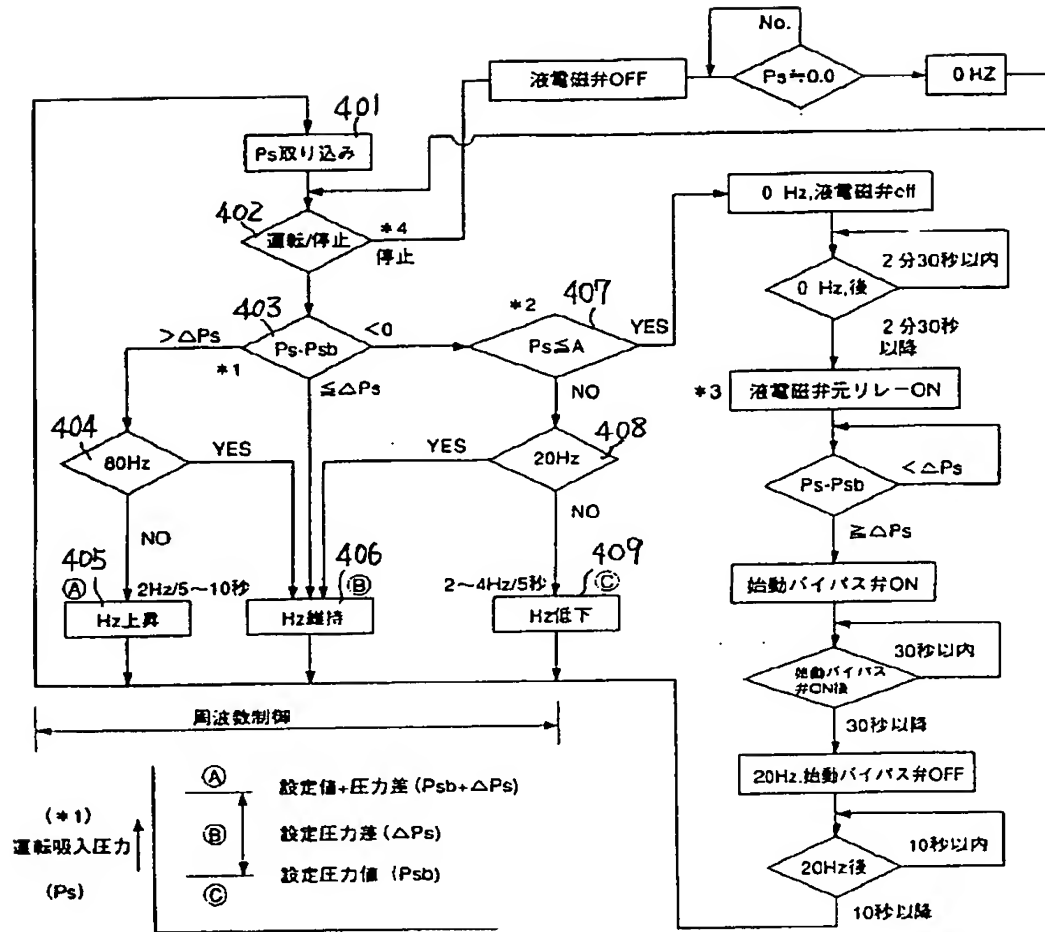 No.
液電磁弁OFF
Ps≒0.0
0 HZ
401
Ps取り込み
402
運転/停止
*4
停止
0 Hz,液電磁弁off
2分30秒以内
0 Hz,後
2分30秒
以降
403
>△Ps
Ps-Psb
<0
*1
≦△Ps
*2
407
Ps≦A
YES
NO
*3
液電磁弁元リレーON
404
80Hz
YES
NO
YES
408
20Hz
NO
<△Ps
Ps-Psb
≧△Ps
405
Ⓐ
2Hz/5～10秒
Hz上昇
406
Ⓑ
Hz維持
409
2～4Hz/5秒
Ⓒ
Hz低下
始動バイパス弁ON
30秒以内
始動バイパス
弁ON後
30秒以降
周波数制御
20Hz.始動バイパス弁OFF
10秒以内
20Hz後
10秒以降
(*1)
運転吸入圧力
(Ps)
Ⓐ
設定値+圧力差(Psb+△Ps)
Ⓑ
設定圧力差(△Ps)
設定圧力値 (Psb)
Ⓒ